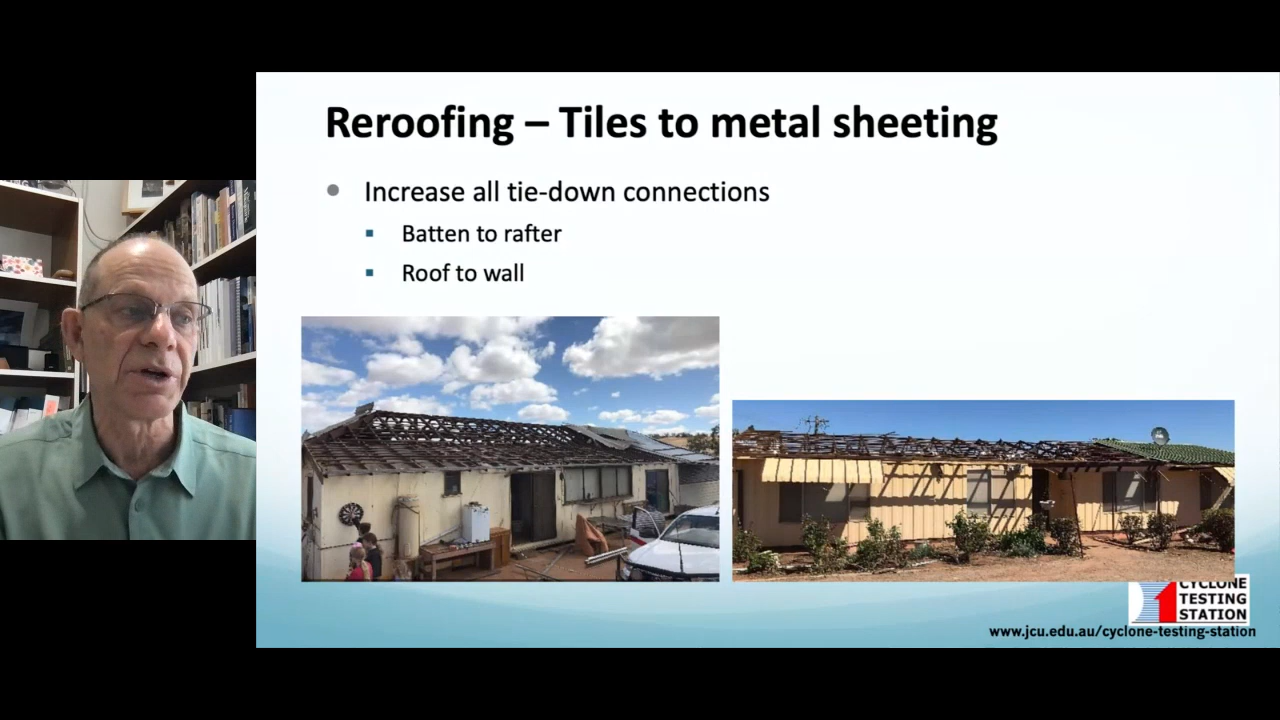 Reroofing – Tiles to metal sheeting
Increase all tie-down connections
Batten to rafter
Roof to wall
CYCLONE
TESTING
STATION
www.jcu.edu.au/cyclone-testing-station